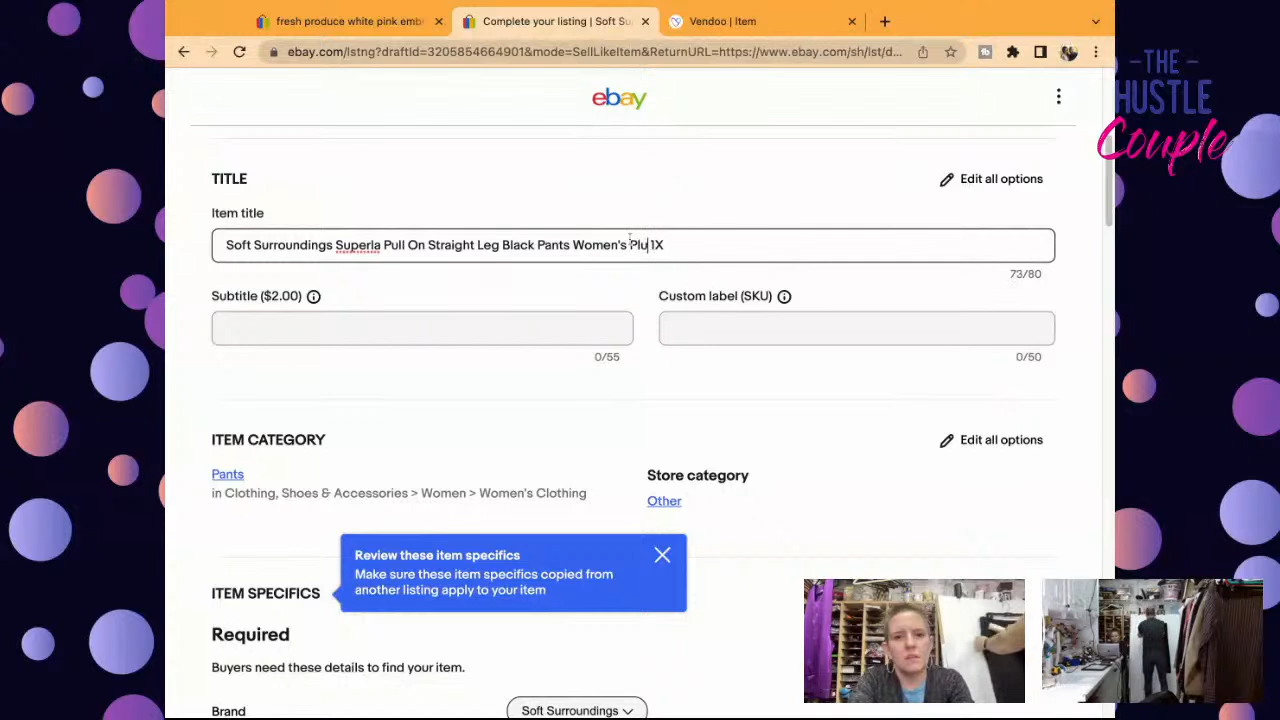 fresh produce white pink emb
Complete your listing | Soft Su
Vendoo | Item
ebay.com/lstng?draftId=3205854664901&mode=SellLikeItem&ReturnURL=https://www.ebay.com/sh/lst/d...
-THE-
HUSTLE
Couple
ebay
TITLE
Edit all options
Item title
Soft Surroundings Superla Pull On Straight Leg Black Pants Women's Plu 1X
73/80
Subtitle ($2.00)
Custom label (SKU)
0/55
0/50
ITEM CATEGORY
Edit all options
Pants
Store category
in Clothing, Shoes & Accessories > Women > Women's Clothing
Other
Review these item specifics
Make sure these item specifics copied from
another listing apply to your item
ITEM SPECIFICS
Required
Buyers need these details to find your item.
Brand
Soft Surroundings